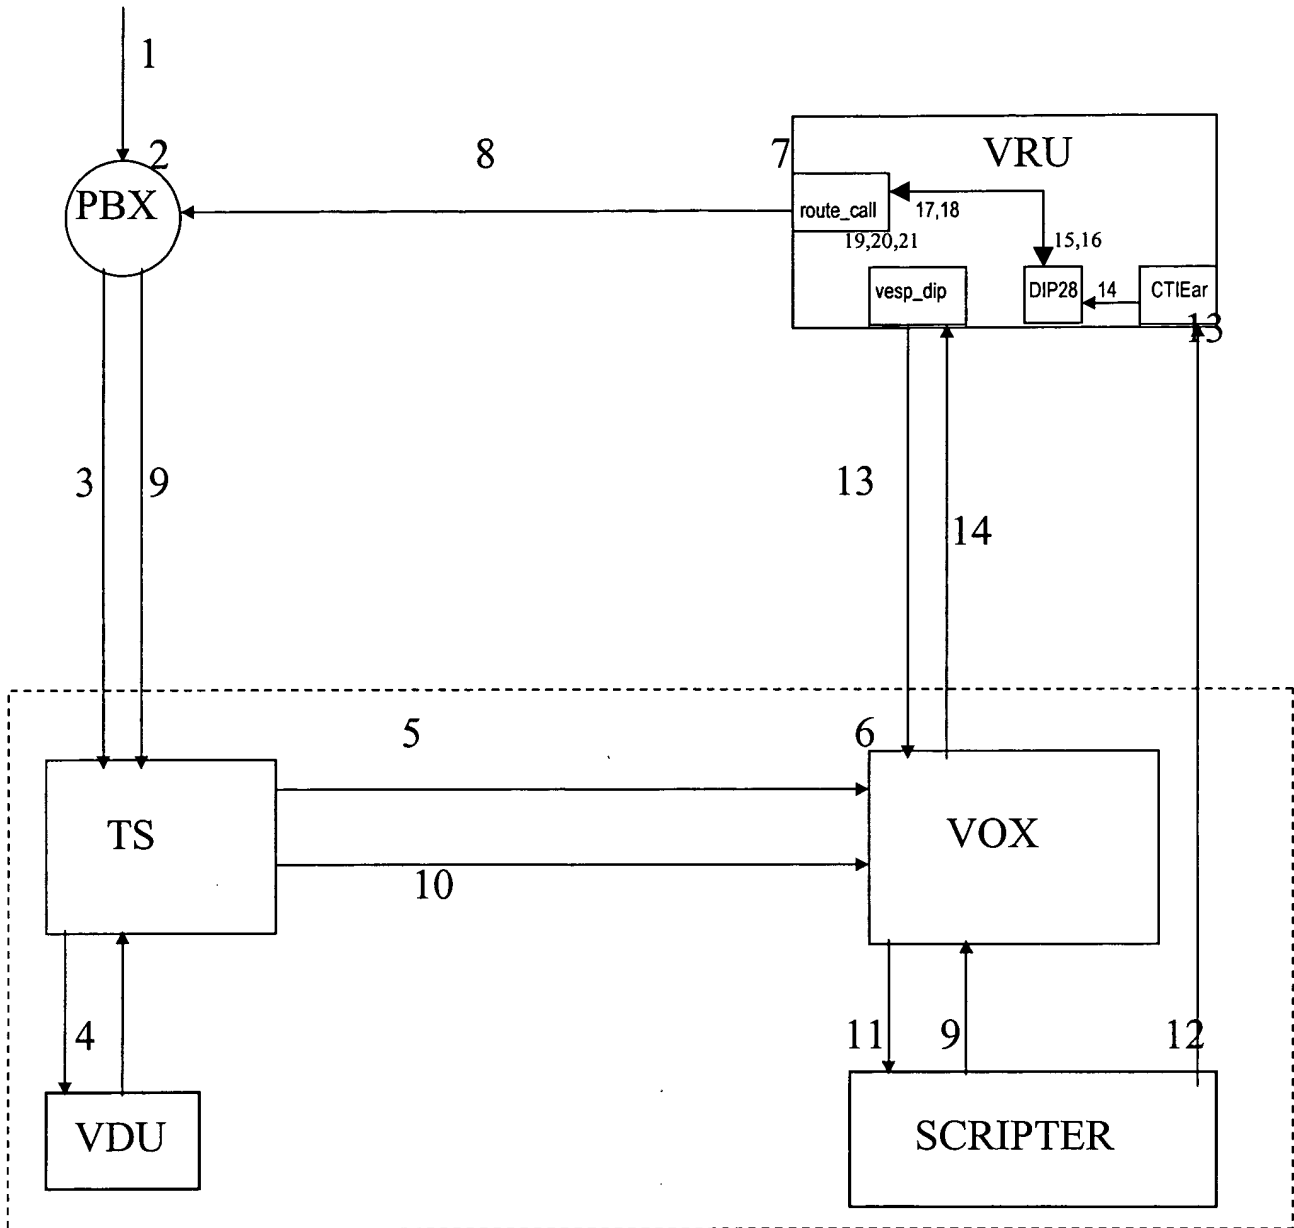 1
2
PBX
8
7
VRU
route_call
17,18
19,20,21
15,16
vesp_dip
DIP28
14
CTIEar
13
3
9
13
14
5
6
TS
VOX
10
4
11
9
12
VDU
SCRIPTER